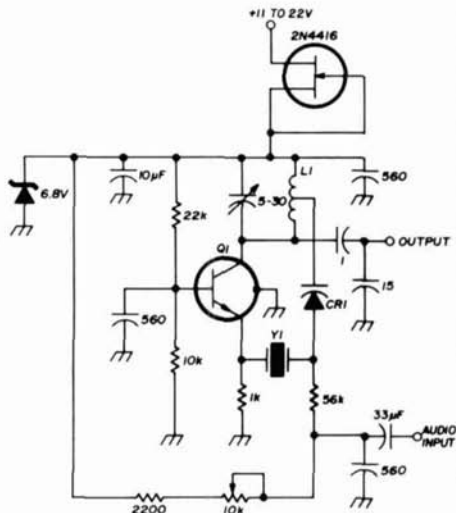 +11 TO 22V
2N4416
6.8V
10µF
22k
5-30
L1
560
Q1
1
OUTPUT
15
CR1
560
10k
Y1
1k
56k
33µF
AUDIO
INPUT
560
2200
10k